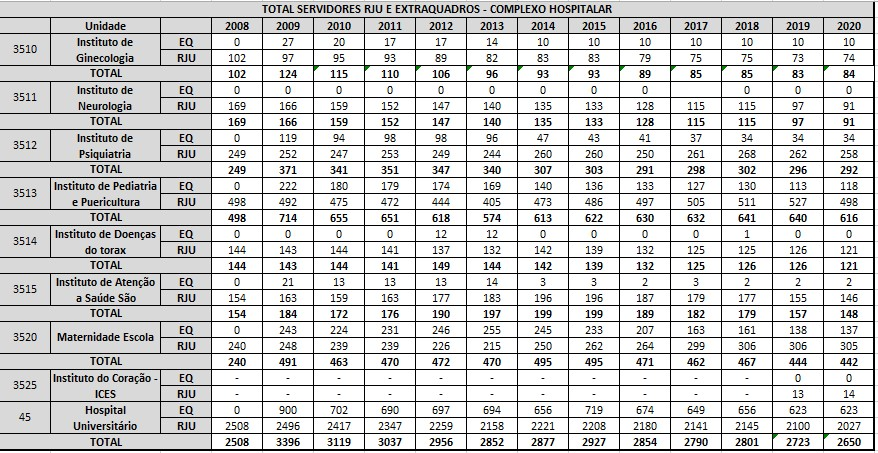 TOTAL SERVIDORES RJU E EXTRAQUADROS - COMPLEXO HOSPITALAR
Unidade 2008 2009 2010 2011 2012 2013 2014 2015 2016 2017 2018 2019 2020
3510 Instituto de Ginecologia EQ 0 27 20 17 17 14 10 10 10 10 10 10 10
RJU 102 97 95 93 89 82 83 83 79 75 75 73 74
TOTAL 102 124 115 110 106 96 93 93 89 85 85 83 84
3511 Instituto de Neurologia EQ 0 0 0 0 0 0 0 0 0 0 0 0 0
RJU 169 166 159 152 147 140 135 133 128 115 115 97 91
TOTAL 169 166 159 152 147 140 135 133 128 115 115 97 91
3512 Instituto de Psiquiatria EQ 0 119 94 98 98 96 47 43 41 37 34 34 34
RJU 249 252 247 253 249 244 260 260 250 261 268 262 258
TOTAL 249 371 341 351 347 340 307 303 291 298 302 296 292
3513 Instituto de Pediatria e Puericultura EQ 0 222 180 179 174 169 140 136 133 127 130 113 118
RJU 498 492 475 472 444 405 473 486 497 505 511 527 498
TOTAL 498 714 655 651 618 574 613 622 630 632 641 640 616
3514 Instituto de Doenças do torax EQ 0 0 0 0 12 12 0 0 0 0 1 0 0
RJU 144 143 144 141 137 132 142 139 132 125 125 126 121
TOTAL 144 143 144 141 149 144 142 139 132 125 126 126 121
3515 Instituto de Atenção a Saúde São EQ 0 21 13 13 13 14 3 3 2 3 2 2 2
RJU 154 163 159 163 177 183 196 196 187 179 177 155 146
TOTAL 154 184 172 176 190 197 199 199 189 182 179 157 148
3520 Maternidade Escola EQ 0 243 224 231 246 255 245 233 207 163 161 138 137
RJU 240 248 239 239 226 215 250 262 264 299 306 306 305
TOTAL 240 491 463 470 472 470 495 495 471 462 467 444 442
3525 Instituto do Coração - ICES EQ - - - - - - - - - - - 0 0
RJU - - - - - - - - - - - 13 14
45 Hospital Universitário EQ 0 900 702 690 697 694 656 719 674 649 656 623 623
RJU 2508 2496 2417 2347 2259 2158 2221 2208 2180 2141 2145 2100 2027
TOTAL 2508 3396 3119 3037 2956 2852 2877 2927 2854 2790 2801 2723 2650